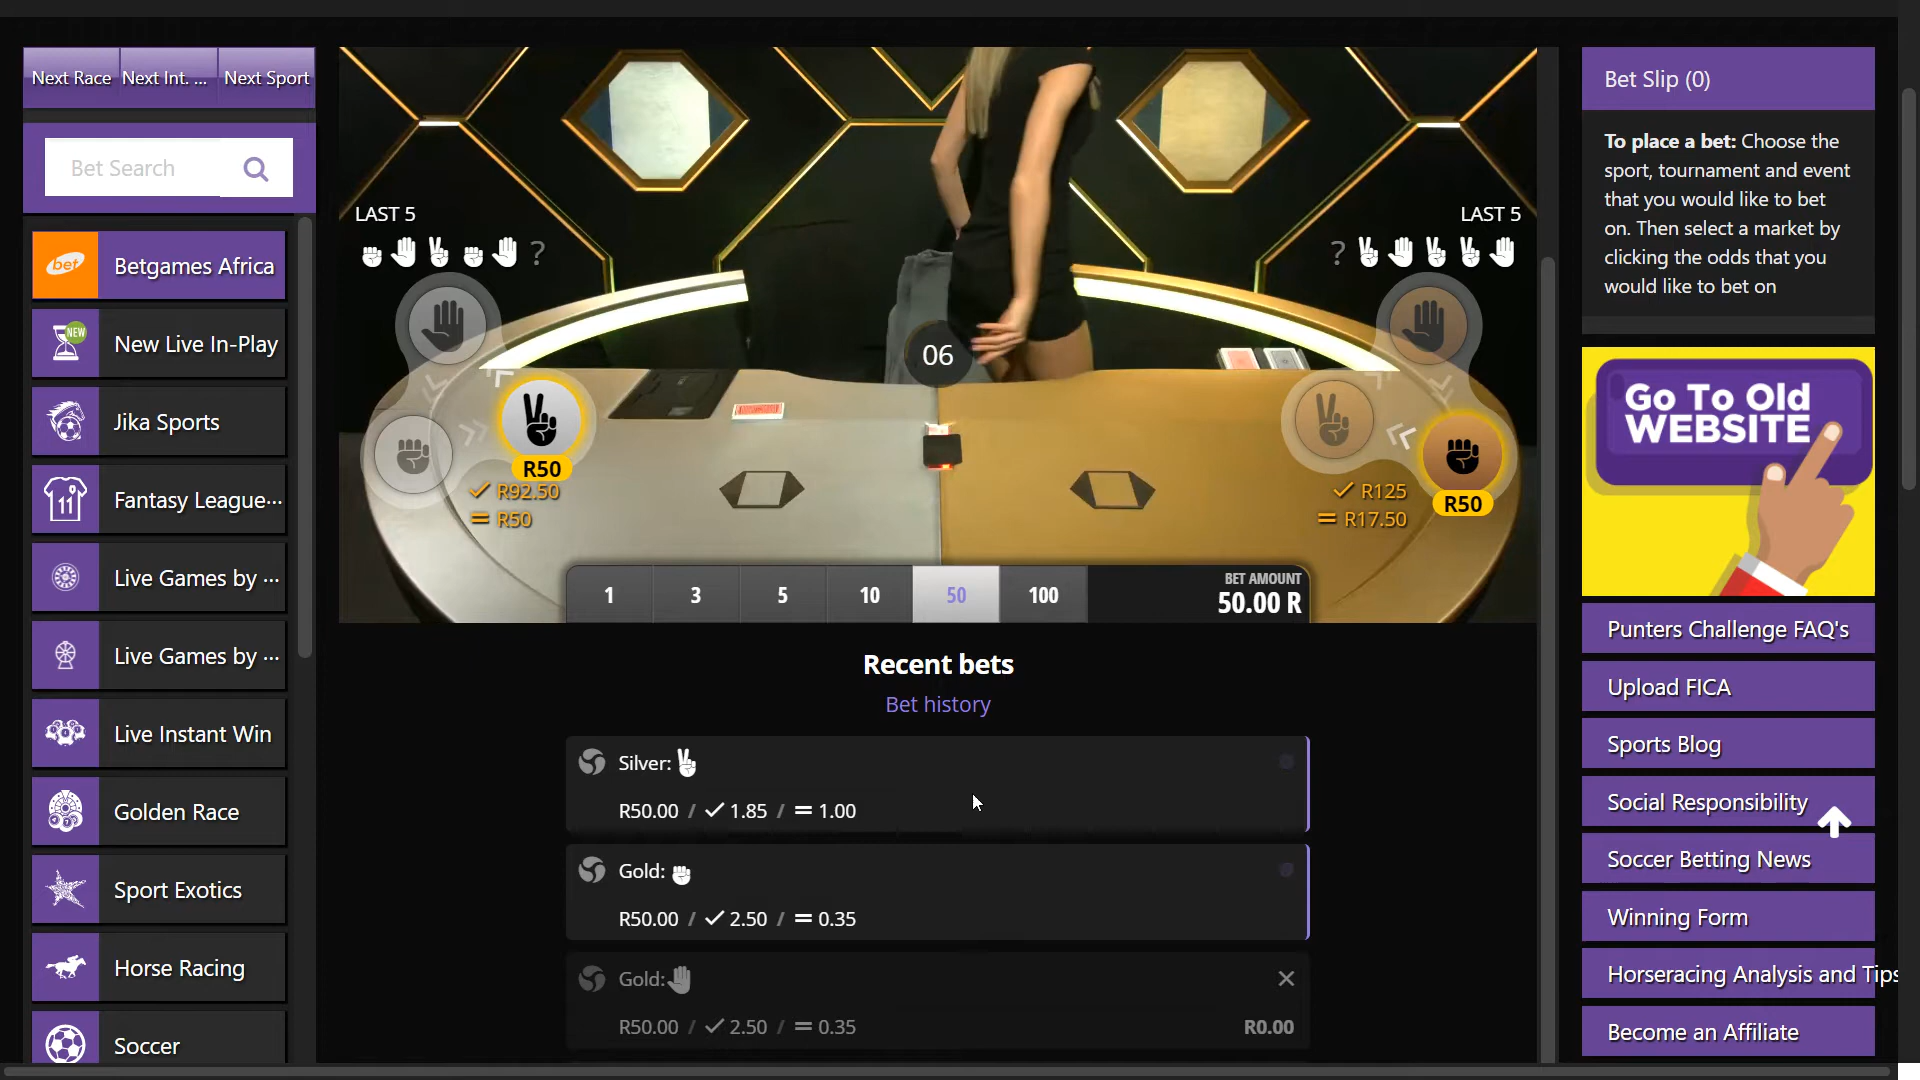 Next Race
Next Int. ...
Next Sport
Bet Search
bet
Betgames Africa
NEW
New Live In-Play
Jika Sports
11
Fantasy League...
Live Games by ...
Live Games by ...
Live Instant Win
Golden Race
Sport Exotics
Horse Racing
Soccer
LAST 5
?
LAST 5
?
06
R50
R92.50
= R50
R125
= R17.50
R50
1
3
5
10
50
100
BET AMOUNT
50.00 R
Recent bets
Bet history
Silver:
R50.00 / ✓ 1.85 / = 1.00
Gold:
R50.00 / ✓ 2.50 / = 0.35
Gold:
R50.00 / ✓ 2.50 / = 0.35
R0.00
Bet Slip (0)
To place a bet: Choose the
sport, tournament and event
that you would like to bet
on. Then select a market by
clicking the odds that you
would like to bet on
Go To Old
WEBSITE
Punters Challenge FAQ's
Upload FICA
Sports Blog
Social Responsibility
Soccer Betting News
Winning Form
Horseracing Analysis and Tips
Become an Affiliate